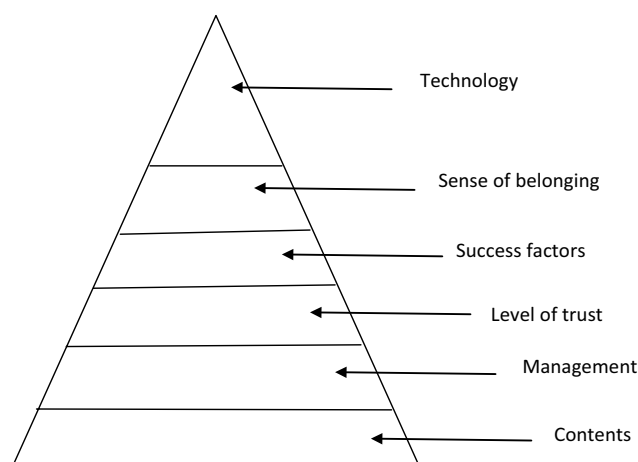 Technology
Sense of belonging
Success factors
Level of trust
Management
Contents